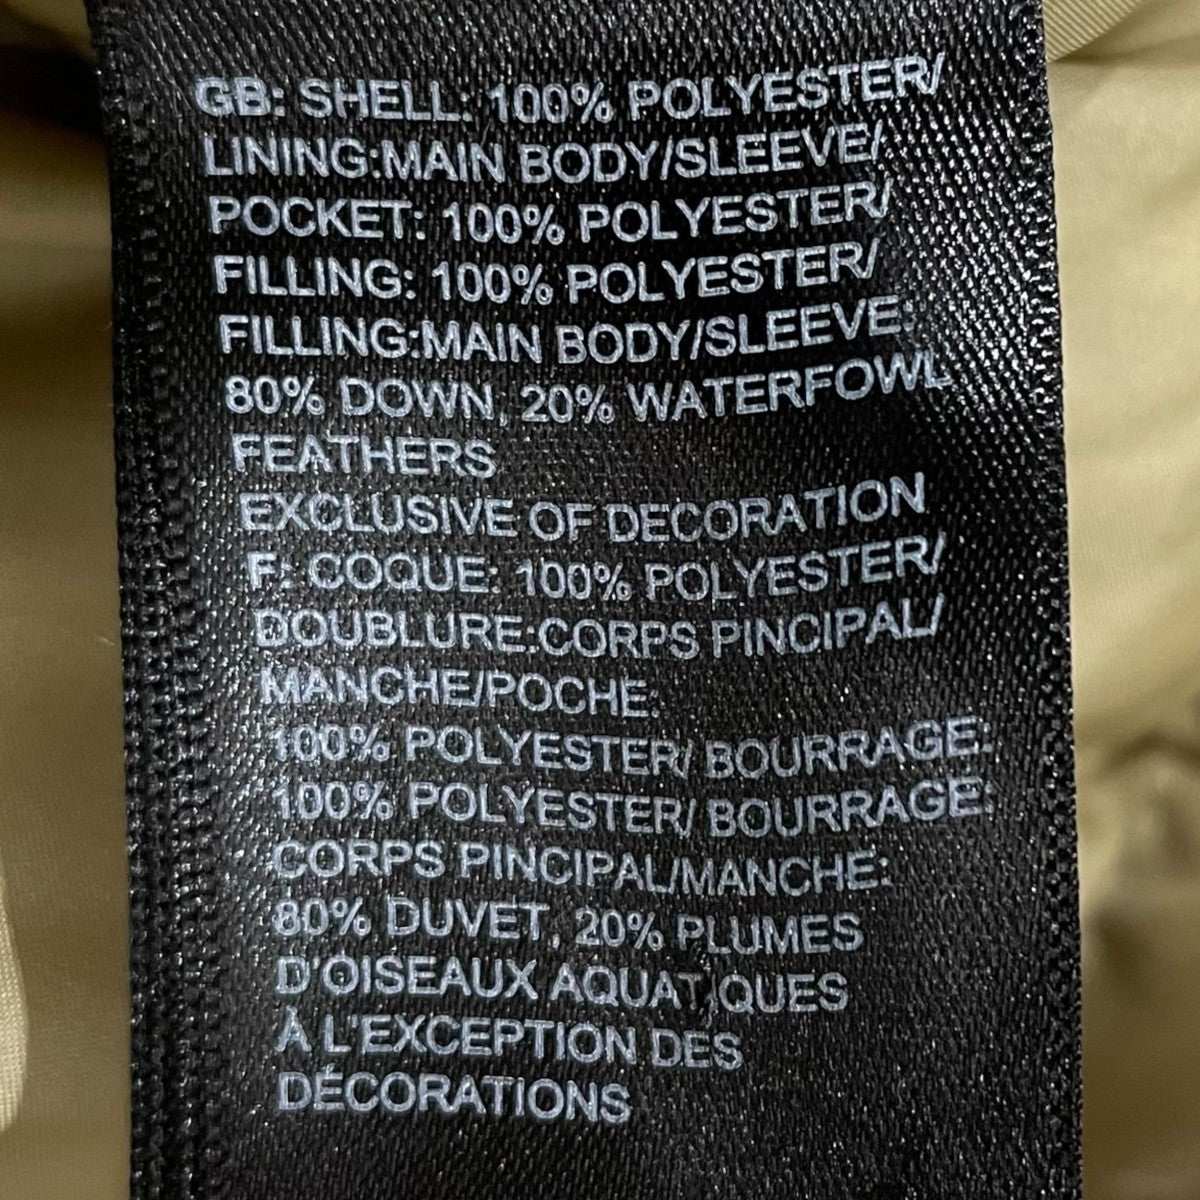 GB: SHELL: 100% POLYESTER/
LINING:MAIN BODY/SLEEVE/
POCKET: 100% POLYESTER/
FILLING: 100% POLYESTER/
FILLING:MAIN BODY/SLEEVE:
80% DOWN, 20% WATERFOWL
FEATHERS
EXCLUSIVE OF DECORATION
F: COQUE: 100% POLYESTER/
DOUBLURE:CORPS PINCIPAL/
MANCHE/POCHE:
100% POLYESTER/ BOURRAGE:
100% POLYESTER/ BOURRAGE:
CORPS PINCIPAL/MANCHE:
80% DUVET, 20% PLUMES
D'OISEAUX AQUATIQUES
À L'EXCEPTION DES
DÉCORATIONS